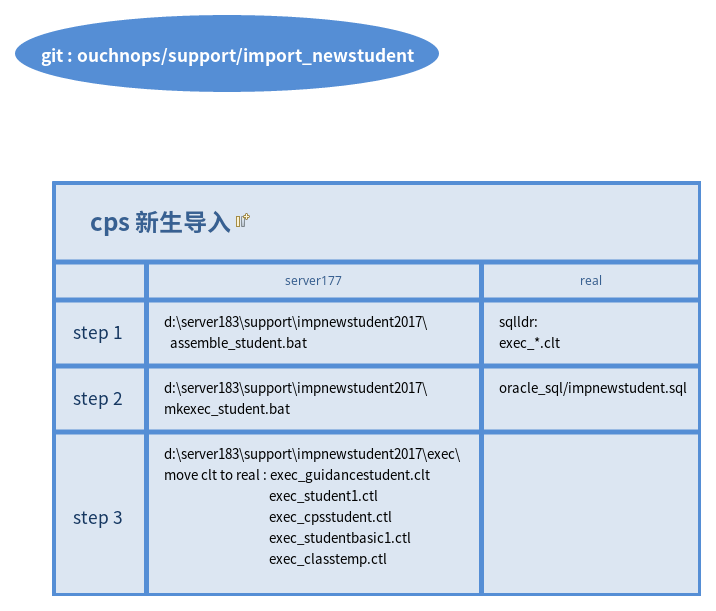 git : ouchnops/support/import_newstudent
cps 新生导入
server177
real
step 1
d:\server183\support\impnewstudent2017\
assemble_student.bat
sqlldr:
exec_*.clt
step 2
d:\server183\support\impnewstudent2017\
mkexec_student.bat
oracle_sql/impnewstudent.sql
step 3
d:\server183\support\impnewstudent2017\exec\
move clt to real : exec_guidancestudent.clt
exec_student1.ctl
exec_cpsstudent.ctl
exec_studentbasic1.ctl
exec_classtemp.ctl